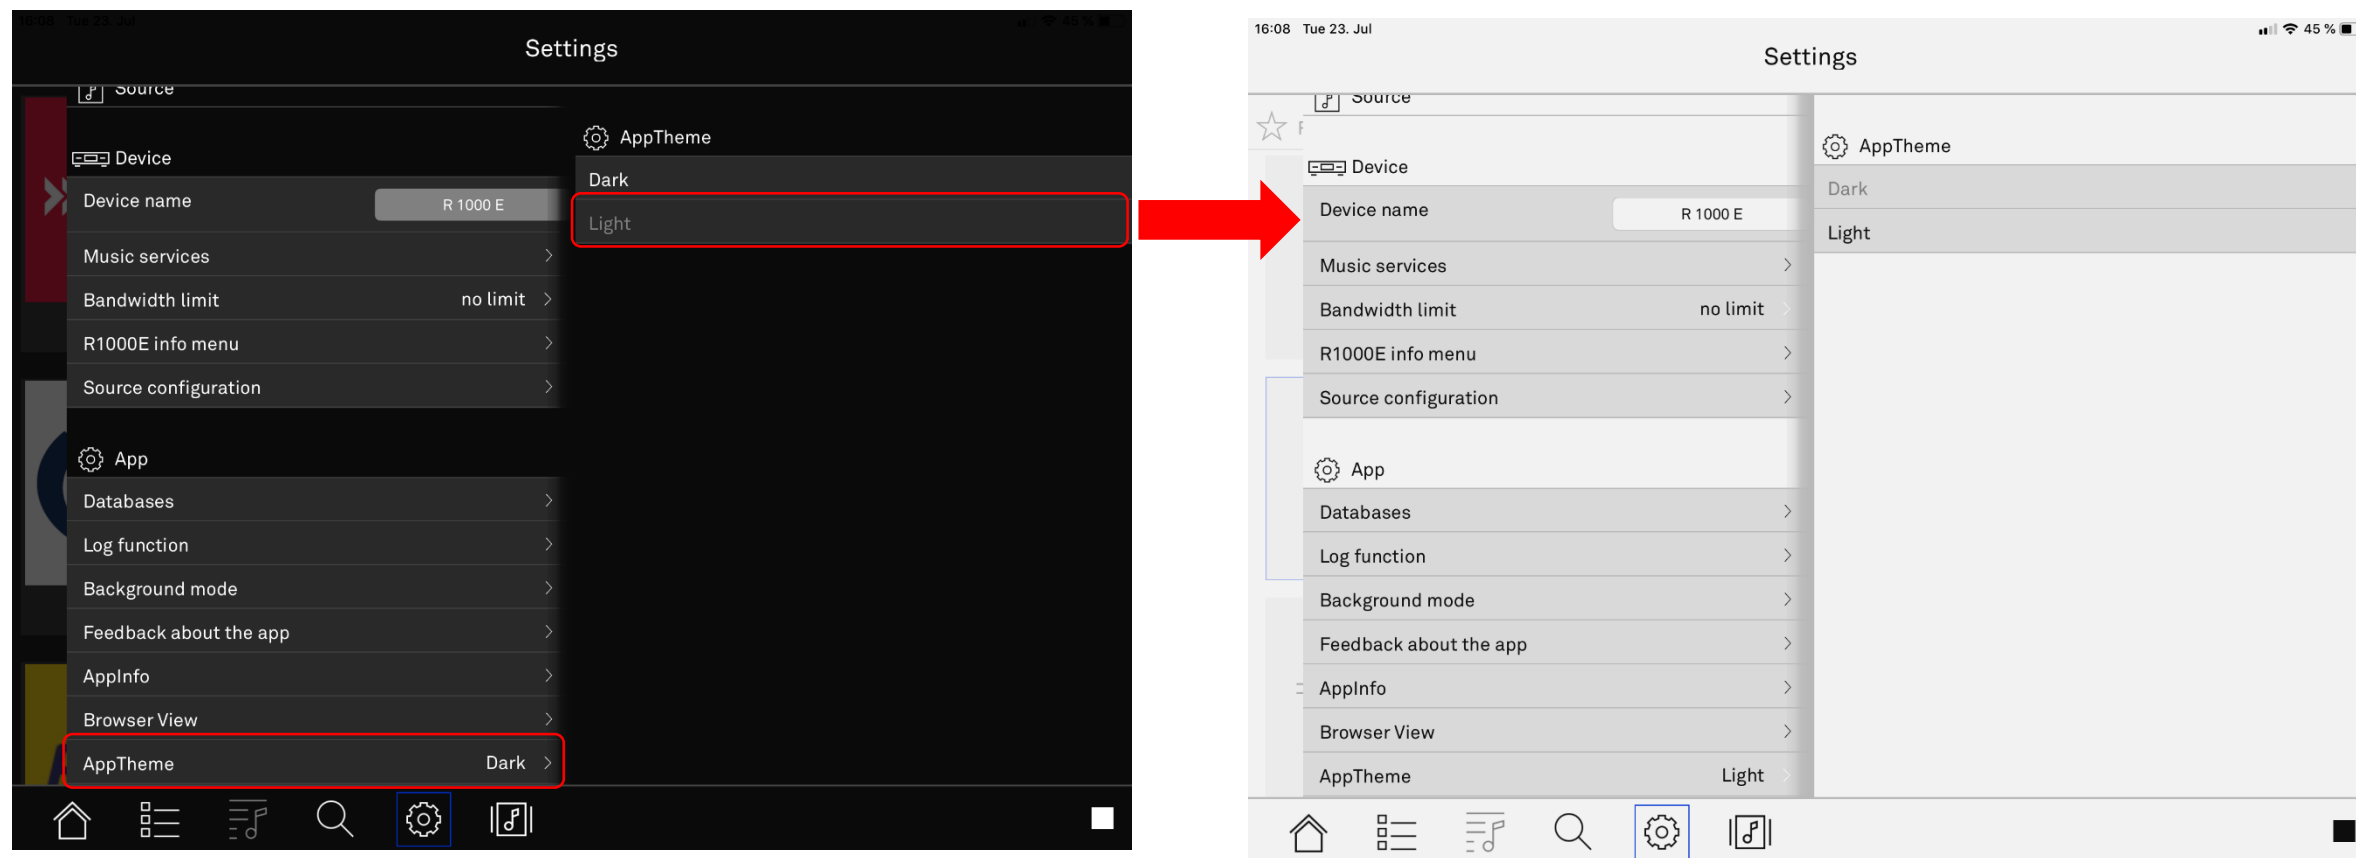 16:08 Tue 23. Jul 45 %
Settings
Source
Device
Device name R 1000 E
Music services
Bandwidth limit no limit
R1000E info menu
Source configuration
App
Databases
Log function
Background mode
Feedback about the app
AppInfo
Browser View
AppTheme Dark
AppTheme
Dark
Light
16:08 Tue 23. Jul 45 %
Settings
Source
Device
Device name R 1000 E
Music services
Bandwidth limit no limit
R1000E info menu
Source configuration
App
Databases
Log function
Background mode
Feedback about the app
AppInfo
Browser View
AppTheme Light
AppTheme
Dark
Light